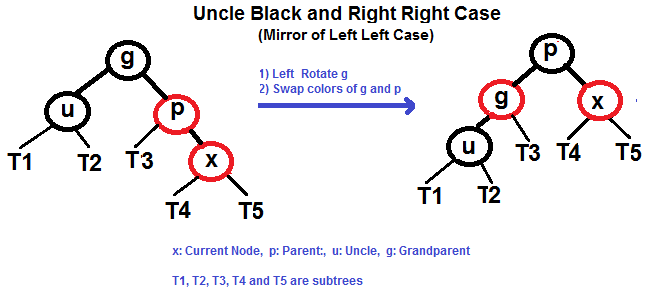 Uncle Black and Right Right Case
(Mirror of Left Left Case)
1) Left Rotate g
2) Swap colors of g and p
g
u
p
T1
T2
T3
x
T4
T5
p
g
x
u
T3
T4
T5
T1
T2
x: Current Node, p: Parent:, u: Uncle, g: Grandparent
T1, T2, T3, T4 and T5 are subtrees